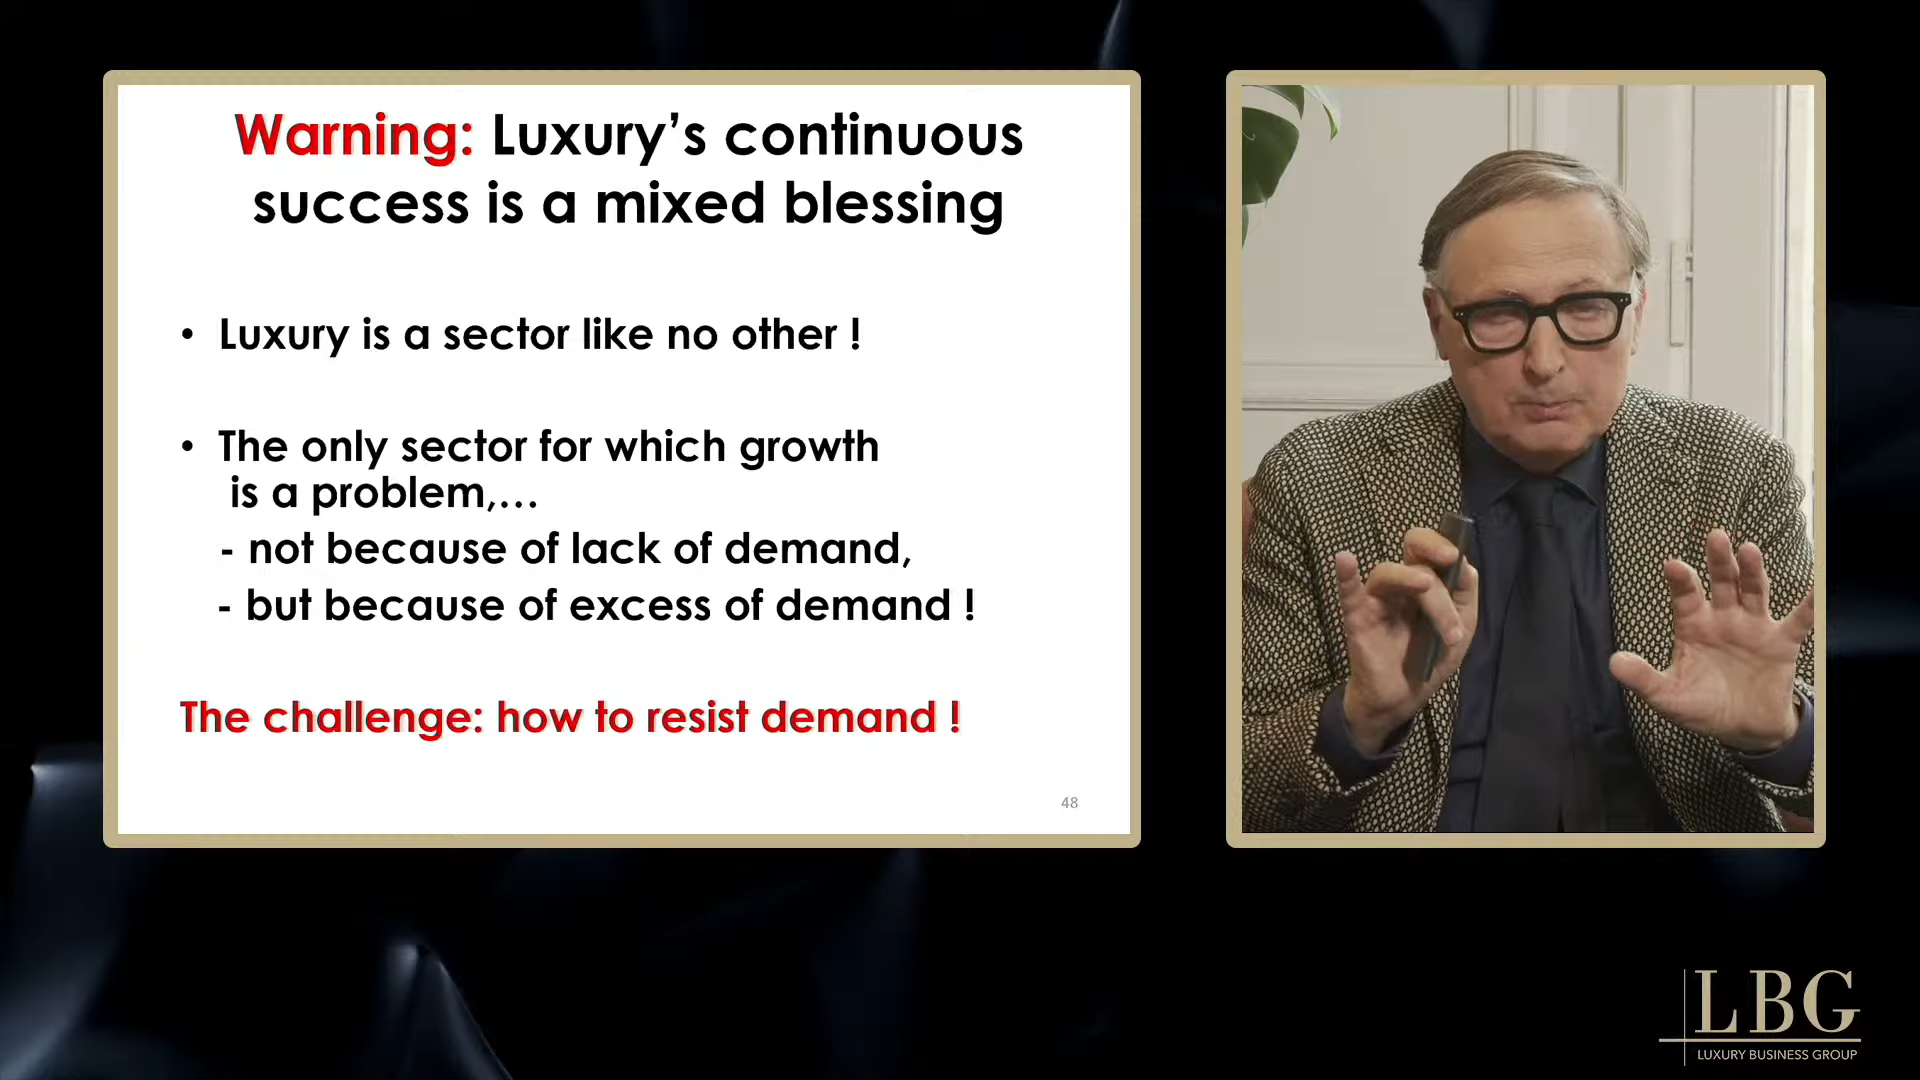 Warning: Luxury’s continuous
success is a mixed blessing
• Luxury is a sector like no other !
• The only sector for which growth
is a problem,…
- not because of lack of demand,
- but because of excess of demand !
The challenge: how to resist demand !
48
LBG
LUXURY BUSINESS GROUP